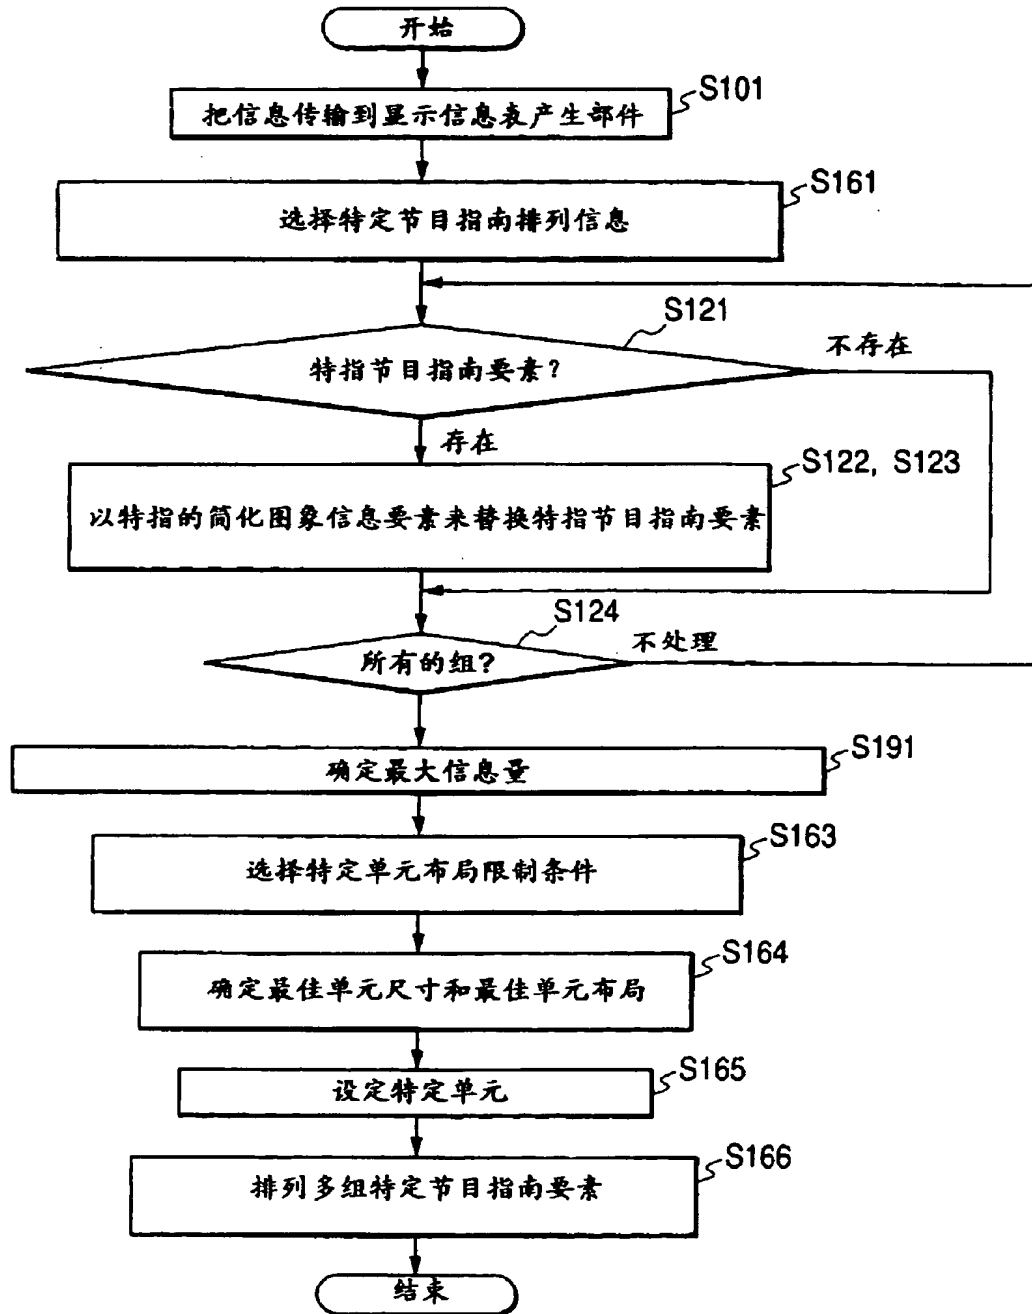 开始
S101
把信息传输到显示信息表产生部件
S161
选择特定节目指南排列信息
S121
特指节目指南要素?
不存在
存在
S122, S123
以特指的简化图象信息要素来替换特指节目指南要素
S124
所有的组?
不处理
S191
确定最大信息量
S163
选择特定单元布局限制条件
S164
确定最佳单元尺寸和最佳单元布局
S165
设定特定单元
S166
排列多组特定节目指南要素
结束